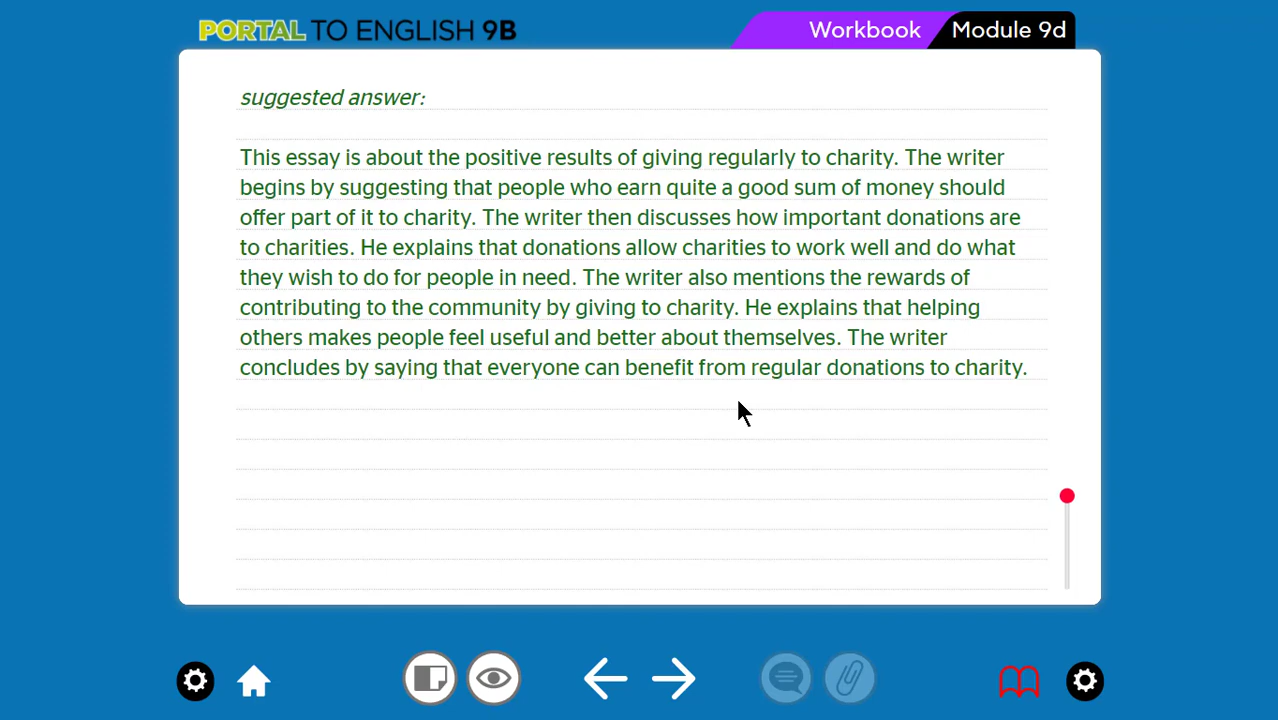 PORTAL TO ENGLISH 9B
Workbook
Module 9d
suggested answer:
This essay is about the positive results of giving regularly to charity. The writer
begins by suggesting that people who earn quite a good sum of money should
offer part of it to charity. The writer then discusses how important donations are
to charities. He explains that donations allow charities to work well and do what
they wish to do for people in need. The writer also mentions the rewards of
contributing to the community by giving to charity. He explains that helping
others makes people feel useful and better about themselves. The writer
concludes by saying that everyone can benefit from regular donations to charity.